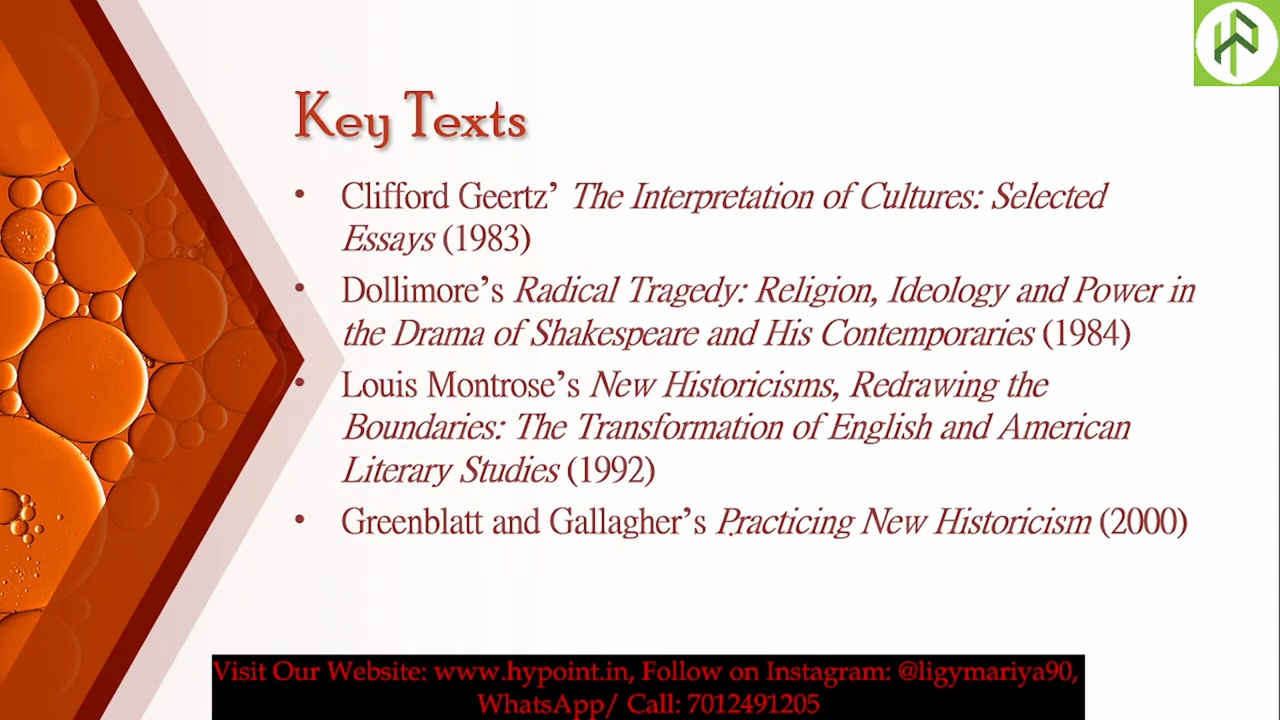 Key Texts
• Clifford Geertz’ The Interpretation of Cultures: Selected
Essays (1983)
• Dollimore’s Radical Tragedy: Religion, Ideology and Power in
the Drama of Shakespeare and His Contemporaries (1984)
• Louis Montrose’s New Historicisms, Redrawing the
Boundaries: The Transformation of English and American
Literary Studies (1992)
• Greenblatt and Gallagher’s Practicing New Historicism (2000)
Visit Our Website: www.hypoint.in, Follow on Instagram: @ligymariya90,
WhatsApp/ Call: 7012491205